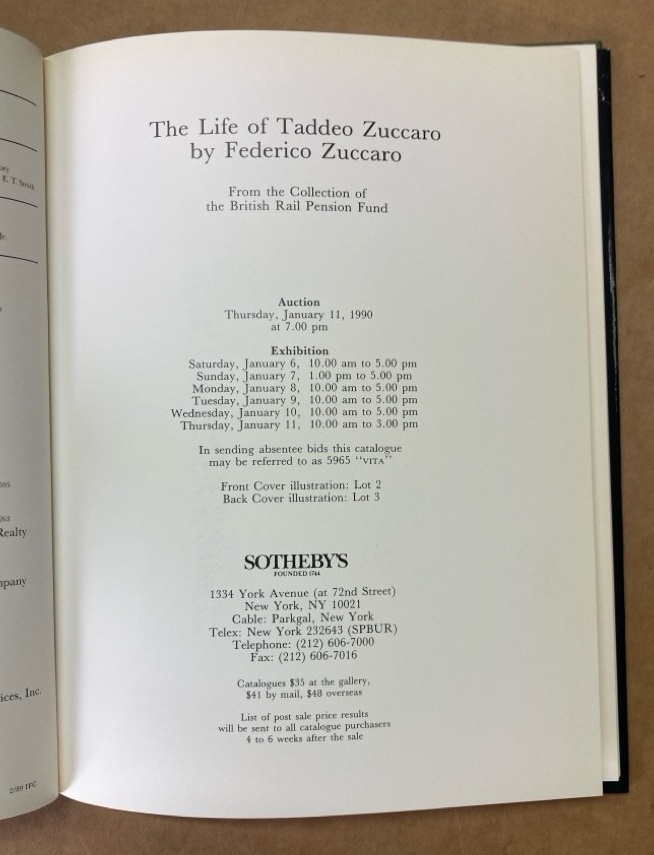 E. T. Smith
Realty
ices, Inc.
2/89 IFC
The Life of Taddeo Zuccaro
by Federico Zuccaro
From the Collection of
the British Rail Pension Fund
Auction
Thursday, January 11, 1990
at 7.00 pm
Exhibition
Saturday, January 6, 10.00 am to 5.00 pm
Sunday, January 7, 1.00 pm to 5.00 pm
Monday, January 8, 10.00 am to 5.00 pm
Tuesday, January 9, 10.00 am to 5.00 pm
Wednesday, January 10, 10.00 am to 5.00 pm
Thursday, January 11, 10.00 am to 3.00 pm
In sending absentee bids this catalogue
may be referred to as 5965 "VITA"
Front Cover illustration: Lot 2
Back Cover illustration: Lot 3
SOTHEBY'S
FOUNDED 1744
1334 York Avenue (at 72nd Street)
New York, NY 10021
Cable: Parkgal, New York
Telex: New York 232643 (SPBUR)
Telephone: (212) 606-7000
Fax: (212) 606-7016
Catalogues $35 at the gallery,
$41 by mail, $48 overseas
List of post sale price results
will be sent to all catalogue purchasers
4 to 6 weeks after the sale